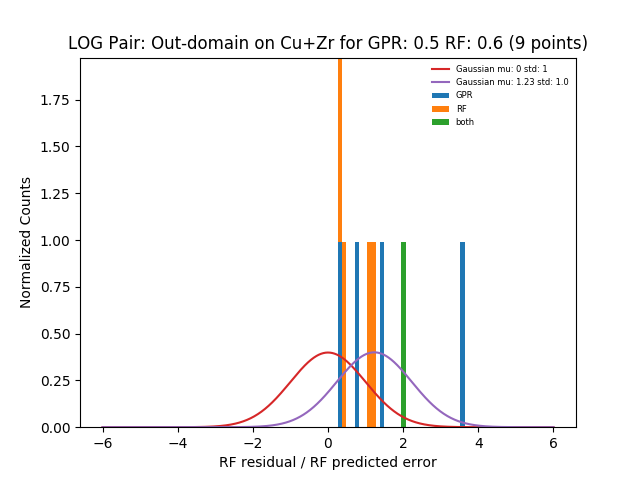 LOG Pair: Out-domain on Cu+Zr for GPR: 0.5 RF: 0.6 (9 points)
Gaussian mu: 0 std: 1
Gaussian mu: 1.23 std: 1.0
GPR
RF
both
Normalized Counts
1.75
1.50
1.25
1.00
0.75
0.50
0.25
0.00
−6
−4
−2
0
2
4
6
RF residual / RF predicted error